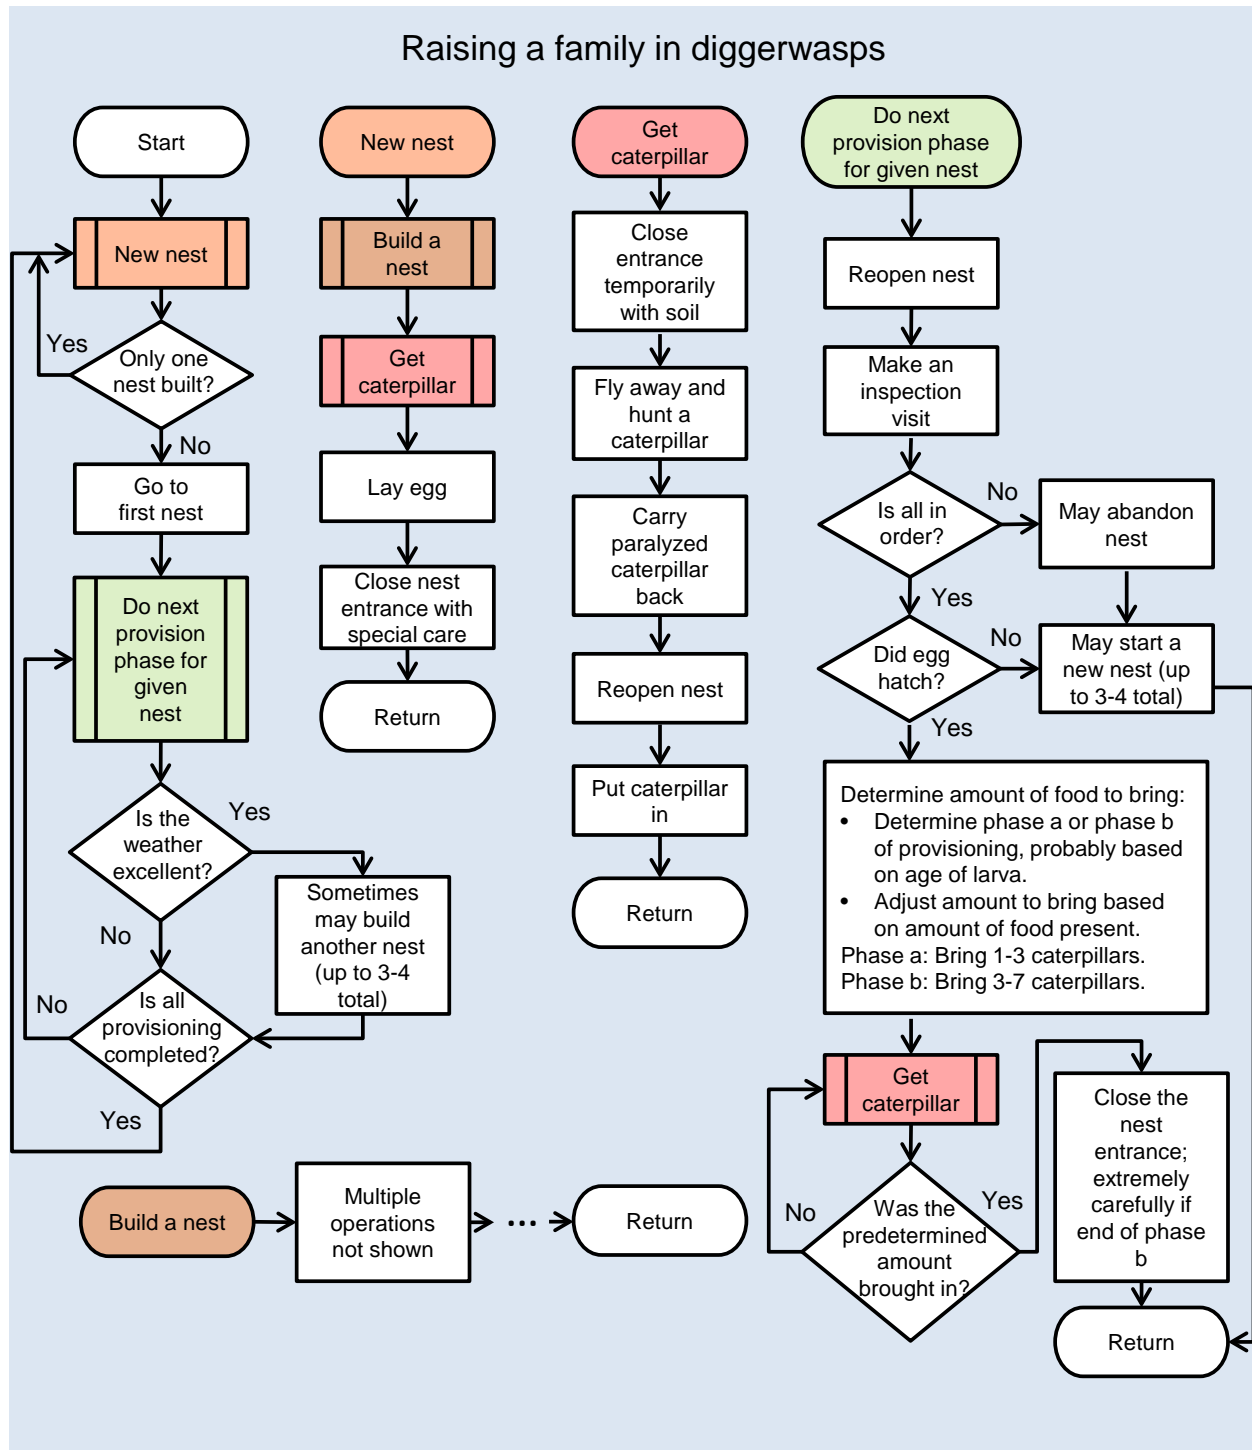 Raising a family in diggerwasps
Start
New nest
Only one
nest built?
Yes
No
Go to
first nest
Do next
provision
phase for
given
nest
Is the
weather
excellent?
Yes
No
Sometimes
may build
another nest
(up to 3-4
total)
Is all
provisioning
completed?
No
Yes
New nest
Build a
nest
Get
caterpillar
Lay egg
Close nest
entrance with
special care
Return
Get
caterpillar
Close
entrance
temporarily
with soil
Fly away and
hunt a
caterpillar
Carry
paralyzed
caterpillar
back
Reopen nest
Put caterpillar
in
Return
Do next
provision phase
for given nest
Reopen nest
Make an
inspection
visit
Is all in
order?
No
May abandon
nest
Yes
Did egg
hatch?
No
May start a
new nest (up
to 3-4 total)
Yes
Determine amount of food to bring:
• Determine phase a or phase b
of provisioning, probably based
on age of larva.
• Adjust amount to bring based
on amount of food present.
Phase a: Bring 1-3 caterpillars.
Phase b: Bring 3-7 caterpillars.
Get
caterpillar
Was the
predetermined
amount
brought in?
No
Yes
Close the
nest
entrance;
extremely
carefully if
end of phase
b
Return
Build a nest
Multiple
operations
not shown
...
Return